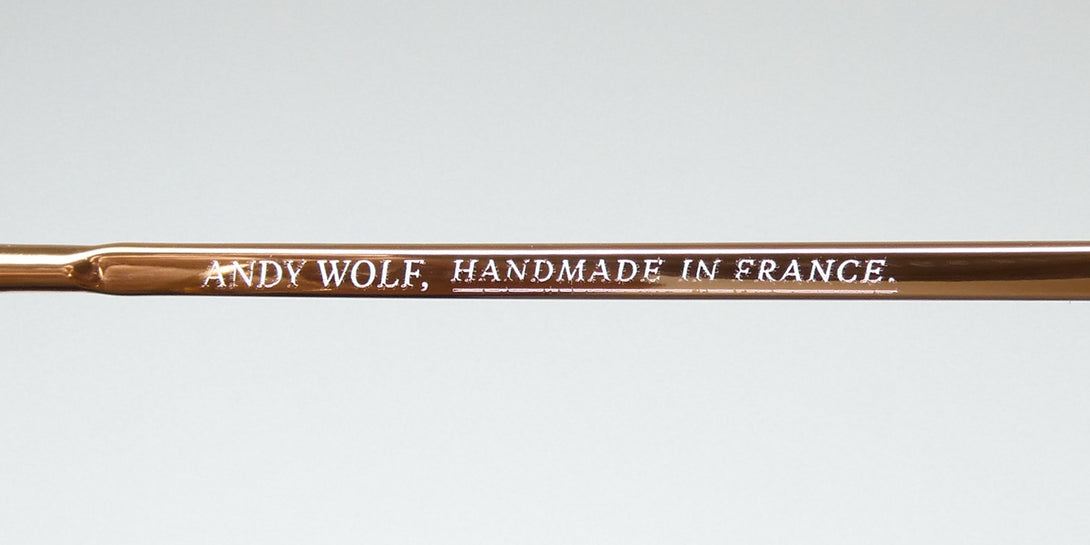 ANDY WOLF, HANDMADE IN FRANCE.